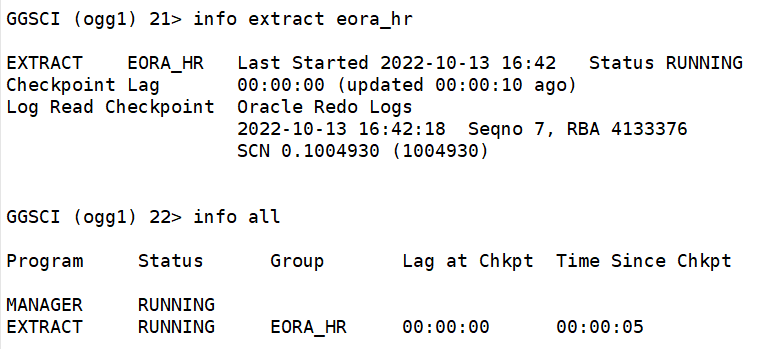 GGSCI (ogg1) 21> info extract eora_hr
EXTRACT    EORA_HR   Last Started 2022-10-13 16:42   Status RUNNING
Checkpoint Lag       00:00:00 (updated 00:00:10 ago)
Log Read Checkpoint  Oracle Redo Logs
                     2022-10-13 16:42:18  Seqno 7, RBA 4133376
                     SCN 0.1004930 (1004930)
GGSCI (ogg1) 22> info all
Program     Status      Group       Lag at Chkpt  Time Since Chkpt
MANAGER     RUNNING
EXTRACT     RUNNING     EORA_HR     00:00:00      00:00:05